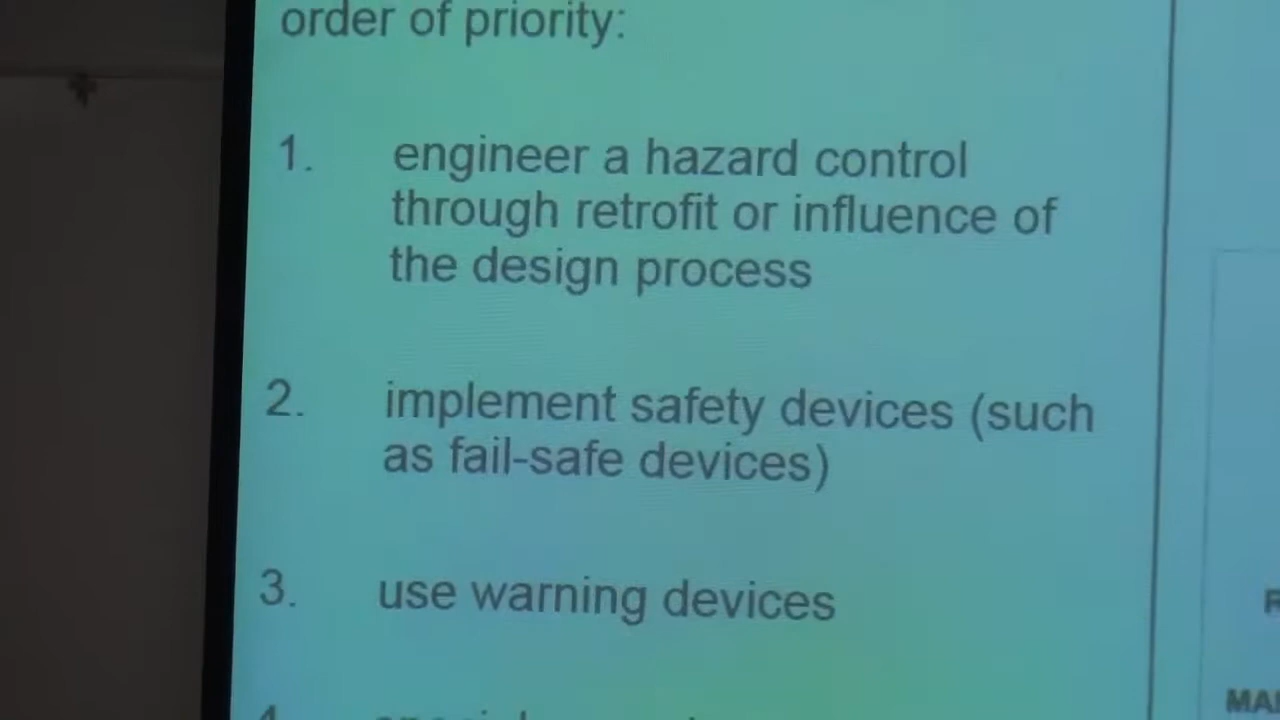 order of priority:
1. engineer a hazard control
through retrofit or influence of
the design process
2. implement safety devices (such
as fail-safe devices)
3. use warning devices